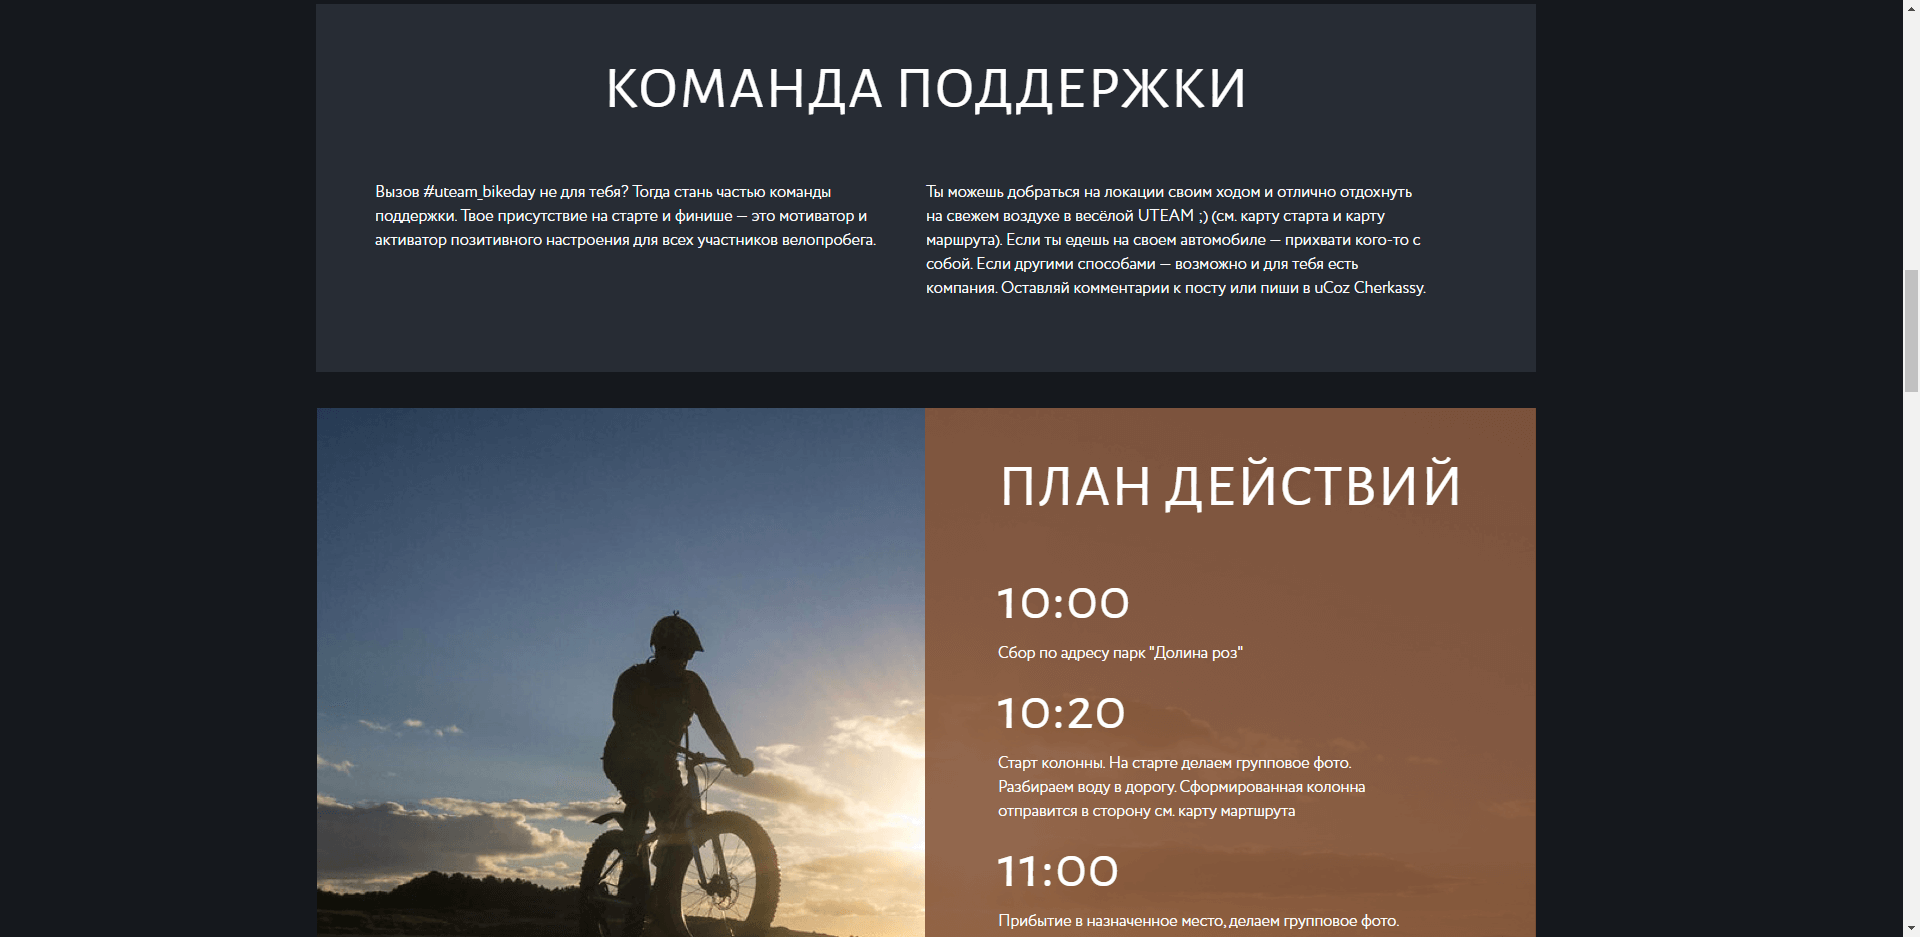 КОМАНДА ПОДДЕРЖКИ
Вызов #uteam_bikeday не для тебя? Тогда стань частью команды
поддержки. Твое присутствие на старте и финише — это мотиватор и
активатор позитивного настроения для всех участников велопробега.
Ты можешь добраться на локации своим ходом и отлично отдохнуть
на свежем воздухе в весёлой UTEAM ;) (см. карту старта и карту
маршрута). Если ты едешь на своем автомобиле — прихвати кого-то с
собой. Если другими способами — возможно и для тебя есть
компания. Оставляй комментарии к посту или пиши в uCoz Cherkassy.
ПЛАН ДЕЙСТВИЙ
10:00
Сбор по адресу парк "Долина роз"
10:20
Старт колонны. На старте делаем групповое фото.
Разбираем воду в дорогу. Сформированная колонна
отправится в сторону см. карту мартшрута
11:00
Прибытие в назначенное место, делаем групповое фото.